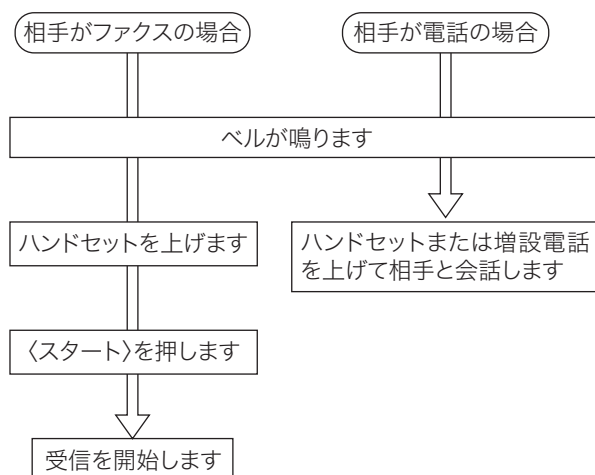 相手がファクスの場合
相手が電話の場合
ベルが鳴ります
ハンドセットを上げます
ハンドセットまたは増設電話
を上げて相手と会話します
〈スタート〉を押します
受信を開始します